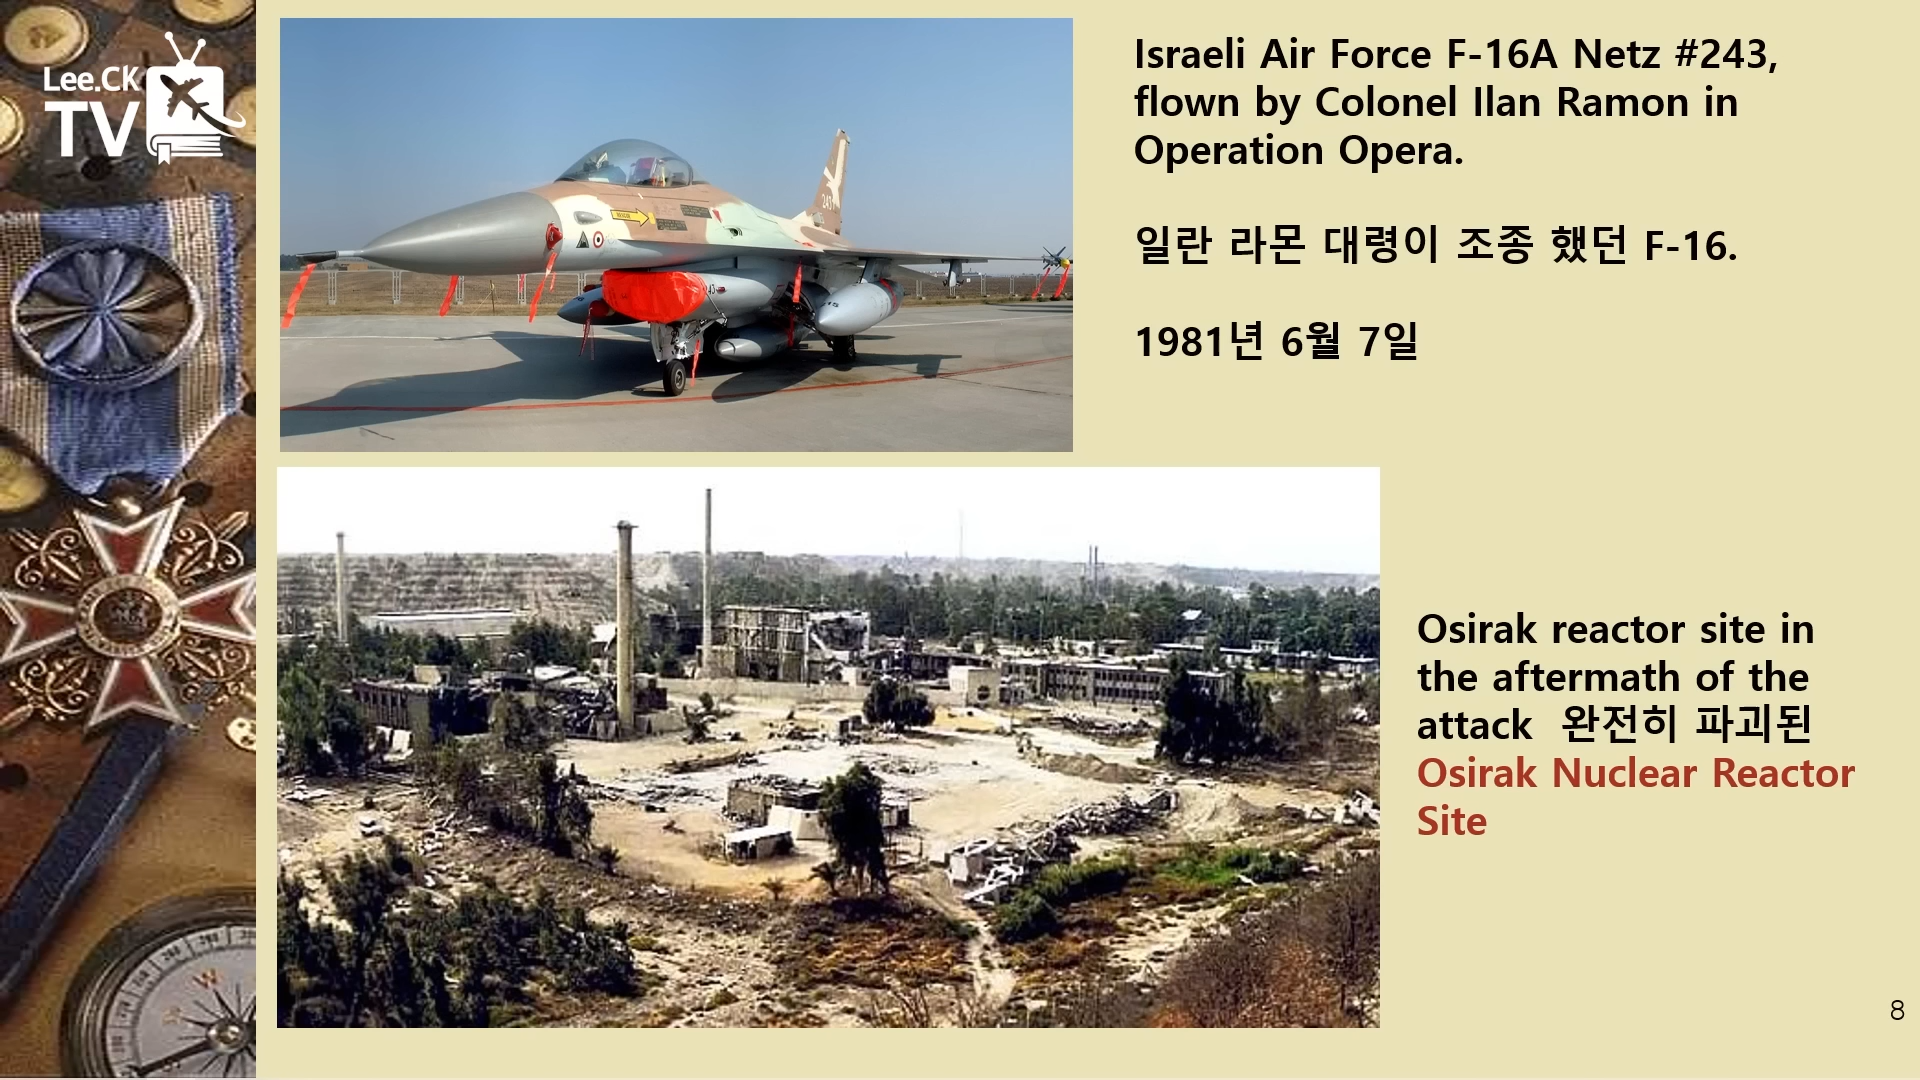 Lee.CK
TV
Israeli Air Force F-16A Netz #243,
flown by Colonel Ilan Ramon in
Operation Opera.
일란 라몬 대령이 조종 했던 F-16.
1981년 6월 7일
243
Osirak reactor site in
the aftermath of the
attack 완전히 파괴된
Osirak Nuclear Reactor
Site
8